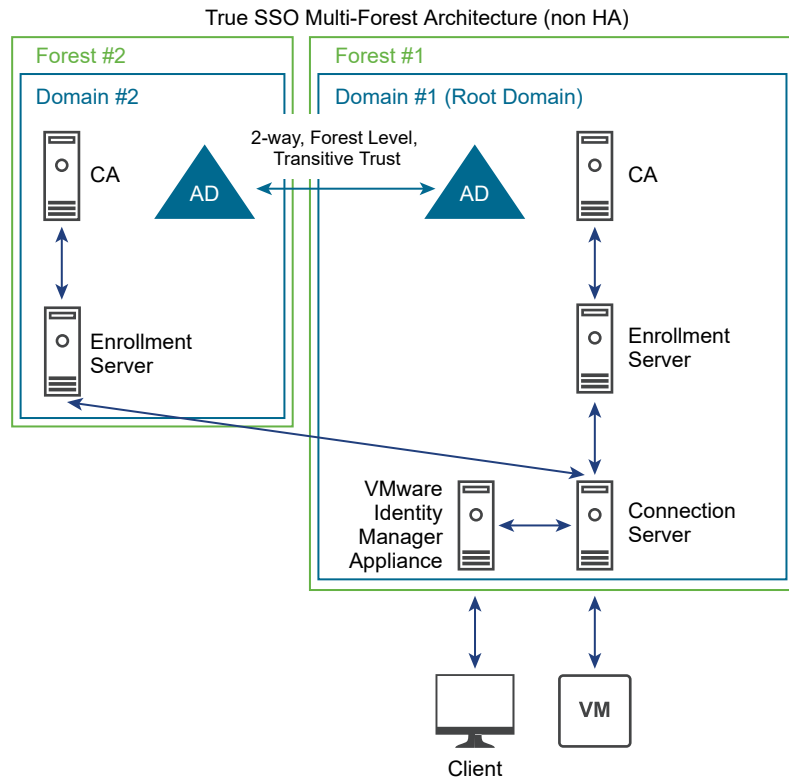 True SSO Multi-Forest Architecture (non HA)
Forest #2
Domain #2
CA
AD
Enrollment
Server
2-way, Forest Level,
Transitive Trust
Forest #1
Domain #1 (Root Domain)
AD
CA
Enrollment
Server
VMware
Identity
Manager
Appliance
Connection
Server
Client
VM